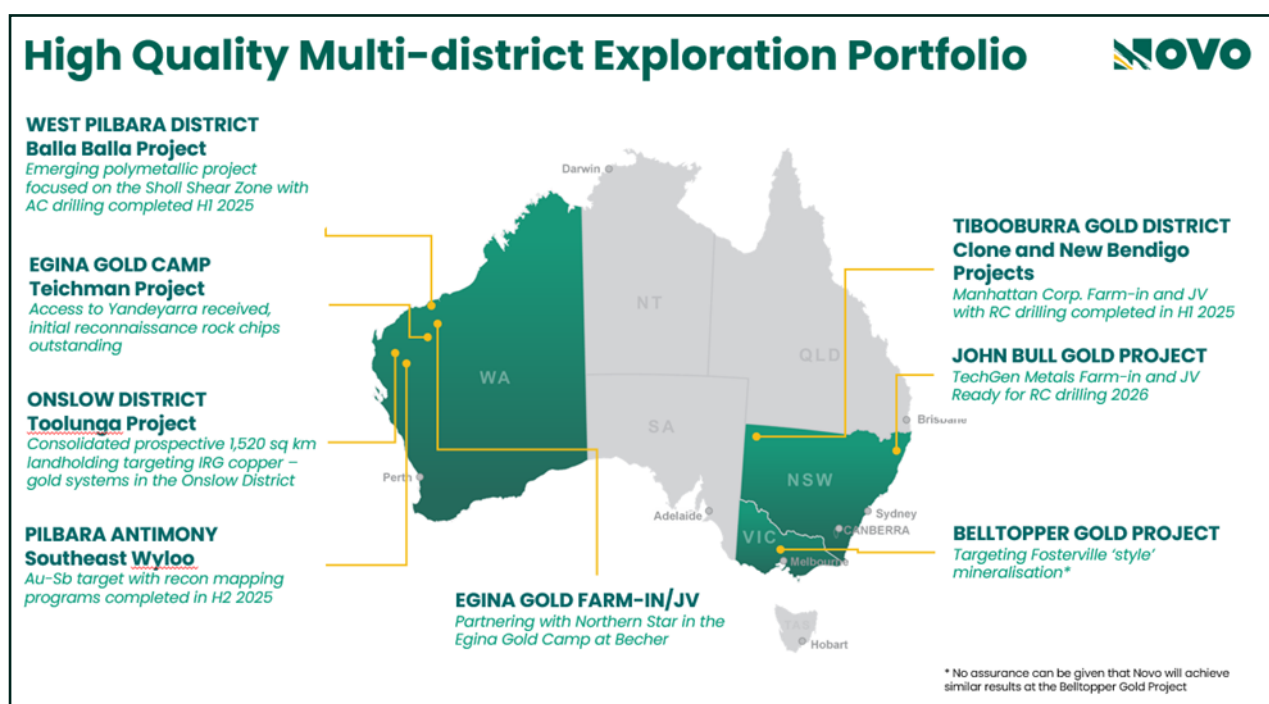 High Quality Multi-district Exploration Portfolio
NOVO
WEST PILBARA DISTRICT
Balla Balla Project
Emerging polymetallic project
focused on the Sholl Shear Zone with
AC drilling completed H1 2025
EGINA GOLD CAMP
Teichman Project
Access to Yandeyarra received,
initial reconnaissance rock chips
outstanding
ONSLOW DISTRICT
Toolunga Project
Consolidated prospective 1,520 sq km
landholding targeting IRG copper –
gold systems in the Onslow District
PILBARA ANTIMONY
Southeast Wyloo
Au-Sb target with recon mapping
programs completed in H2 2025
EGINA GOLD FARM-IN/JV
Partnering with Northern Star in the
Egina Gold Camp at Becher
Darwin
NT
QLD
WA
SA
Brisbane
Perth
NSW
Adelaide
Sydney
CANBERRA
VIC
Melbourne
TAS
Hobart
TIBOOBURRA GOLD DISTRICT
Clone and New Bendigo
Projects
Manhattan Corp. Farm-in and JV
with RC drilling completed in H1 2025
JOHN BULL GOLD PROJECT
TechGen Metals Farm-in and JV
Ready for RC drilling 2026
BELLTOPPER GOLD PROJECT
Targeting Fosterville ‘style’
mineralisation*
* No assurance can be given that Novo will achieve
similar results at the Belltopper Gold Project